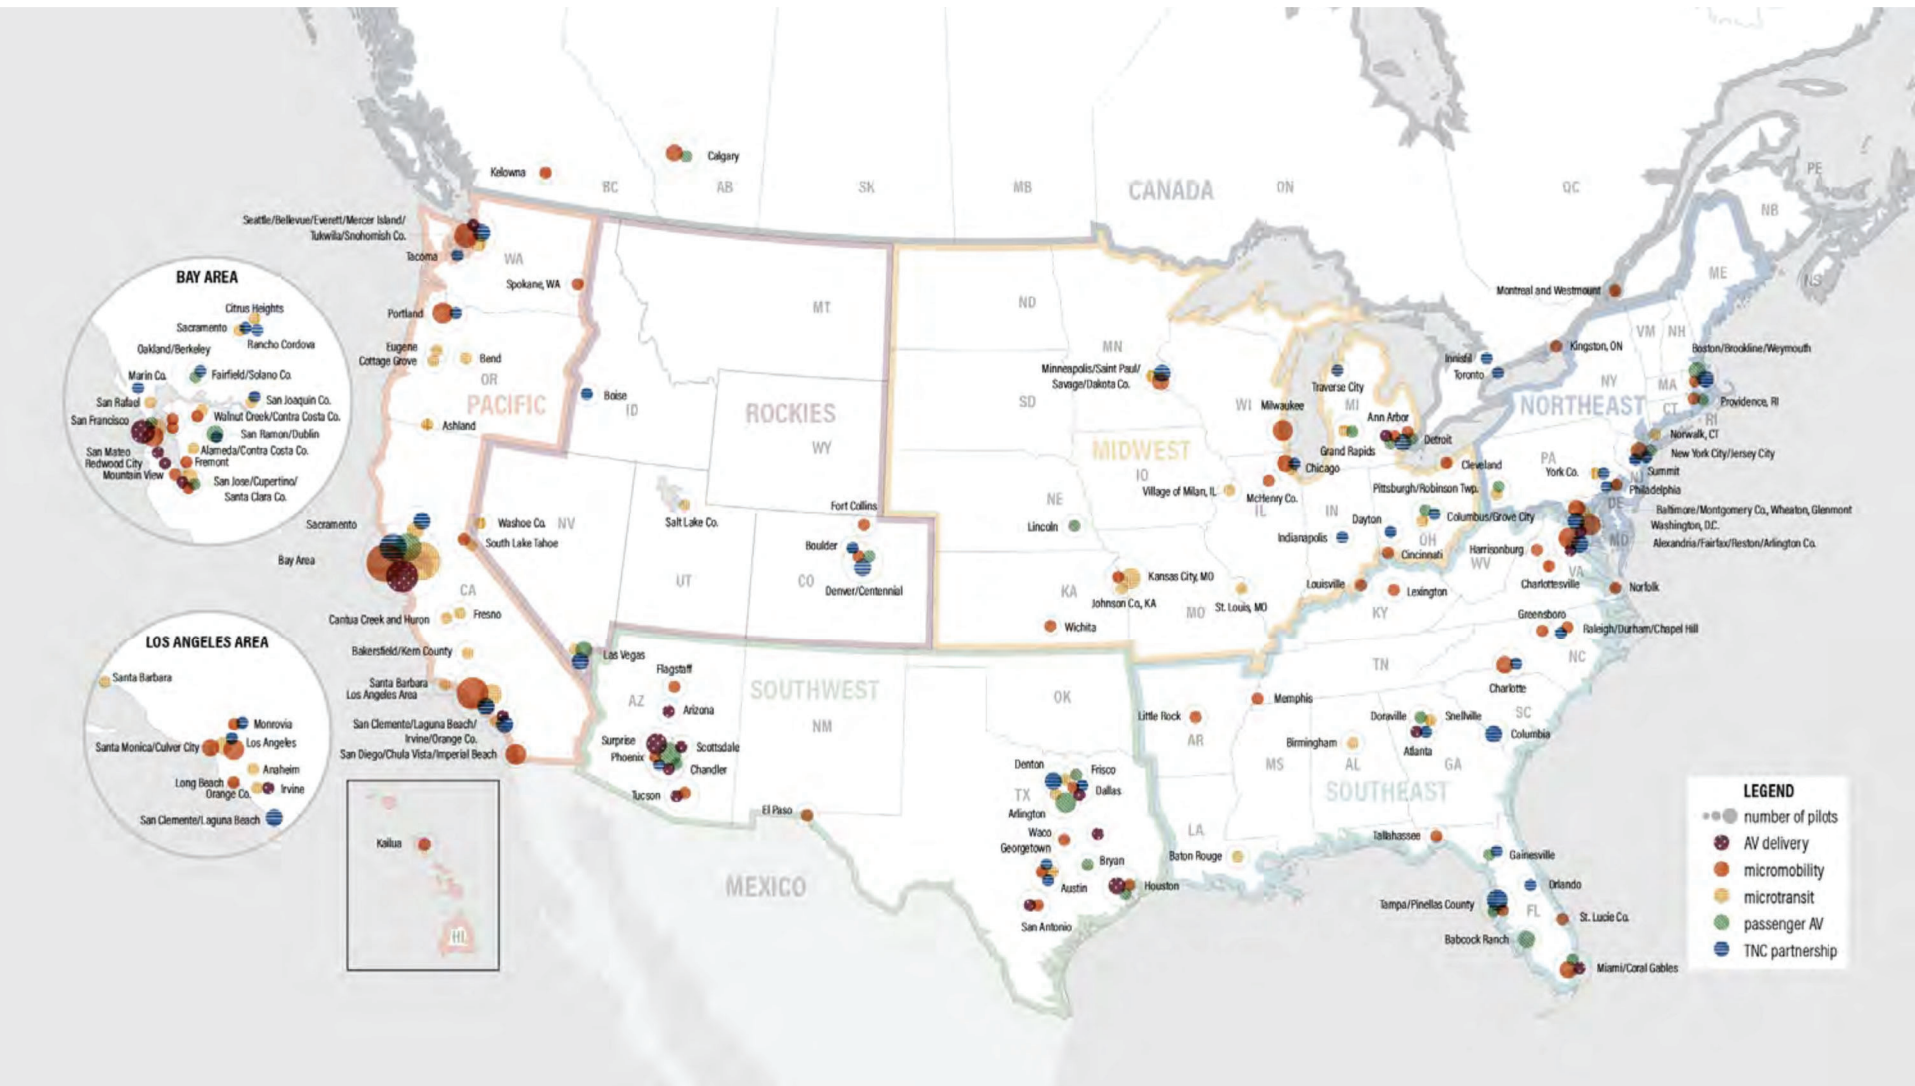 CANADA
BC
AB
SK
MB
ON
QC
PE
NB
NS
Kelowna
Calgary
Montreal and Westmount
Kingston, ON
Innisfil
Toronto
PACIFIC
WA
OR
CA
Seattle/Bellevue/Everett/Mercer Island/
Tukwila/Snohomish Co.
Tacoma
Spokane, WA
Portland
Eugene
Cottage Grove
Bend
Ashland
Sacramento
Bay Area
South Lake Tahoe
Cantua Creek and Huron
Fresno
Bakersfield/Kern County
Santa Barbara
Los Angeles Area
San Clemente/Laguna Beach/
Irvine/Orange Co.
San Diego/Chula Vista/Imperial Beach
BAY AREA
Citrus Heights
Sacramento
Rancho Cordova
Oakland/Berkeley
Marin Co.
Fairfield/Solano Co.
San Rafael
San Joaquin Co.
San Francisco
Walnut Creek/Contra Costa Co.
San Ramon/Dublin
San Mateo
Alameda/Contra Costa Co.
Redwood City
Fremont
Mountain View
San Jose/Cupertino/
Santa Clara Co.
LOS ANGELES AREA
Santa Barbara
Monrovia
Santa Monica/Culver City
Los Angeles
Anaheim
Long Beach
Orange Co.
Irvine
San Clemente/Laguna Beach
Kailua
HI
ROCKIES
MT
ID
WY
NV
UT
CO
Boise
Washoe Co.
Salt Lake Co.
Fort Collins
Boulder
Denver/Centennial
Las Vegas
SOUTHWEST
AZ
NM
OK
TX
Flagstaff
Arizona
Surprise
Scottsdale
Phoenix
Chandler
Tucson
El Paso
Denton
Frisco
Dallas
Arlington
Waco
Georgetown
Bryan
Austin
Houston
San Antonio
MEXICO
MIDWEST
ND
MN
SD
WI
MI
IO
NE
IL
IN
OH
KA
MO
Minneapolis/Saint Paul/
Savage/Dakota Co.
Traverse City
Milwaukee
Ann Arbor
Detroit
Grand Rapids
Chicago
Cleveland
McHenry Co.
Village of Milan, IL
Lincoln
Dayton
Columbus/Grove City
Indianapolis
Cincinnati
Kansas City, MO
Johnson Co, KA
St. Louis, MO
Wichita
NORTHEAST
ME
VM
NH
NY
MA
CT
RI
PA
NJ
DE
MD
Boston/Brookline/Weymouth
Providence, RI
Norwalk, CT
New York City/Jersey City
Summit
York Co.
Philadelphia
Pittsburgh/Robinson Twp.
Baltimore/Montgomery Co, Wheaton, Glenmont
Washington, D.C.
Alexandria/Fairfax/Reston/Arlington Co.
SOUTHEAST
WV
VA
KY
TN
NC
SC
AR
MS
AL
GA
LA
FL
Harrisonburg
Charlottesville
Norfolk
Louisville
Lexington
Greensboro
Raleigh/Durham/Chapel Hill
Charlotte
Memphis
Little Rock
Birmingham
Doraville
Snellville
Atlanta
Columbia
Baton Rouge
Tallahassee
Gainesville
Orlando
Tampa/Pinellas County
St. Lucie Co.
Babcock Ranch
Miami/Coral Gables
LEGEND
number of pilots
AV delivery
micromobility
microtransit
passenger AV
TNC partnership